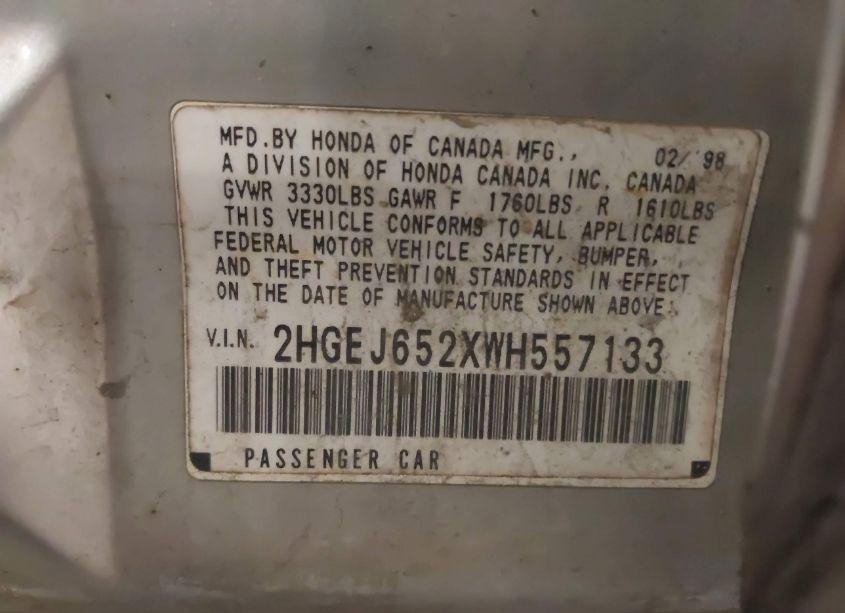 MFD.BY HONDA OF CANADA MFG., 02/'98
A DIVISION OF HONDA CANADA INC. CANADA
GVWR 3330LBS GAWR F 1760LBS R 1610LBS
THIS VEHICLE CONFORMS TO ALL APPLICABLE
FEDERAL MOTOR VEHICLE SAFETY, BUMPER,
AND THEFT PREVENTION STANDARDS IN EFFECT
ON THE DATE OF MANUFACTURE SHOWN ABOVE.
V.I.N. 2HGEJ652XWH557133
PASSENGER CAR